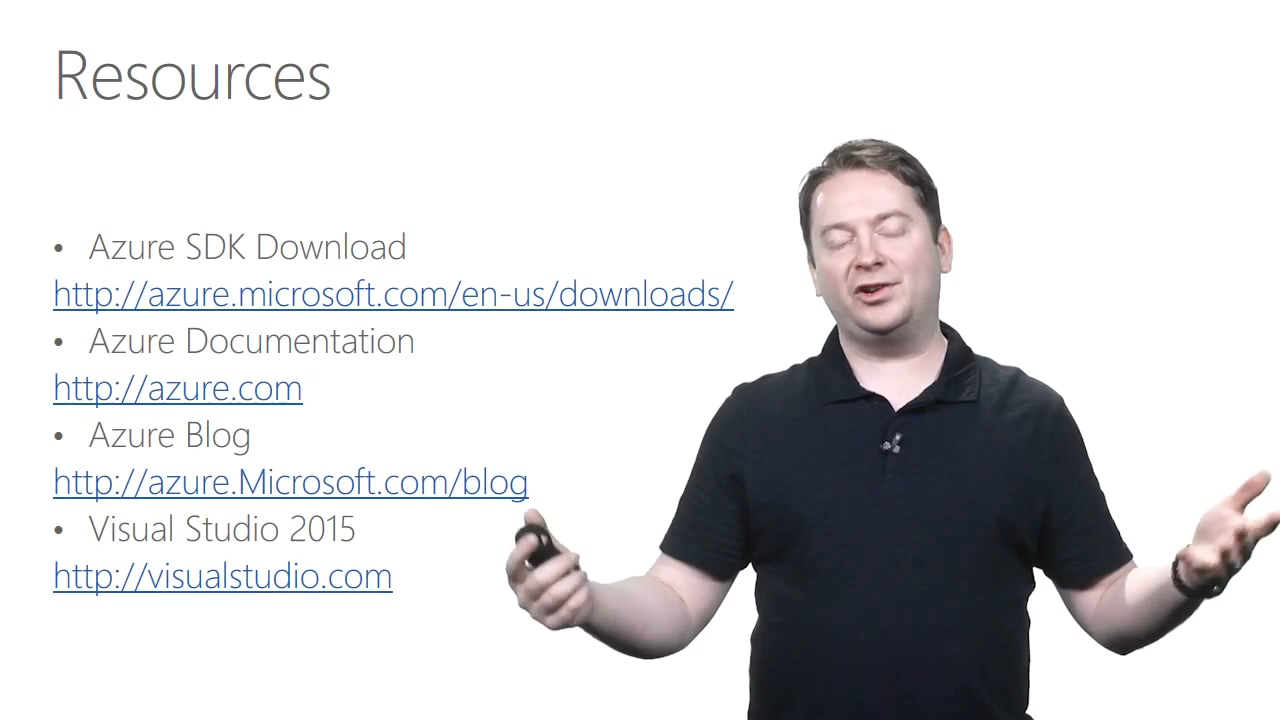 Resources
• Azure SDK Download
http://azure.microsoft.com/en-us/downloads/
• Azure Documentation
http://azure.com
• Azure Blog
http://azure.Microsoft.com/blog
• Visual Studio 2015
http://visualstudio.com